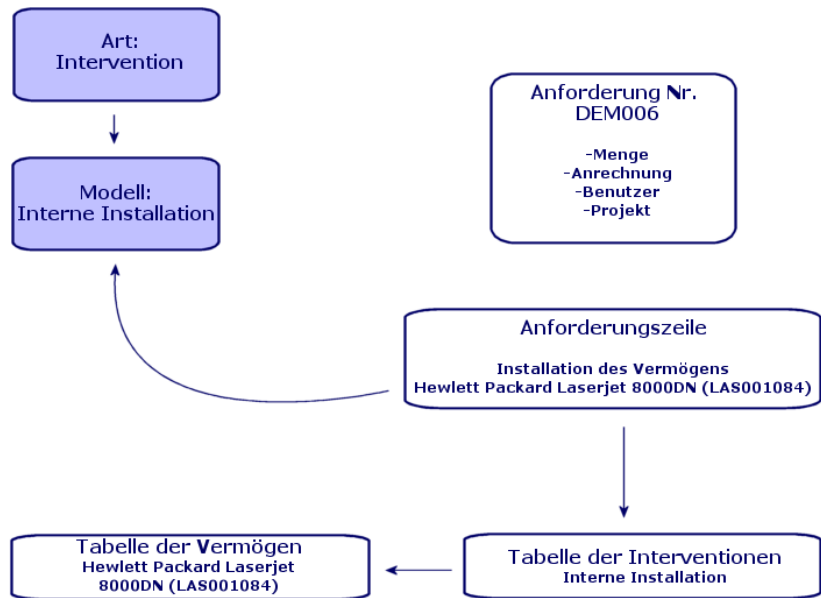 Art:
Intervention
Anforderung Nr.
DEM006
-Menge
-Anrechnung
-Benutzer
-Projekt
Modell:
Interne Installation
Anforderungszeile
Installation des Vermögens
Hewlett Packard Laserjet 8000DN (LAS001084)
Tabelle der Vermögen
Hewlett Packard Laserjet
8000DN (LAS001084)
Tabelle der Interventionen
Interne Installation